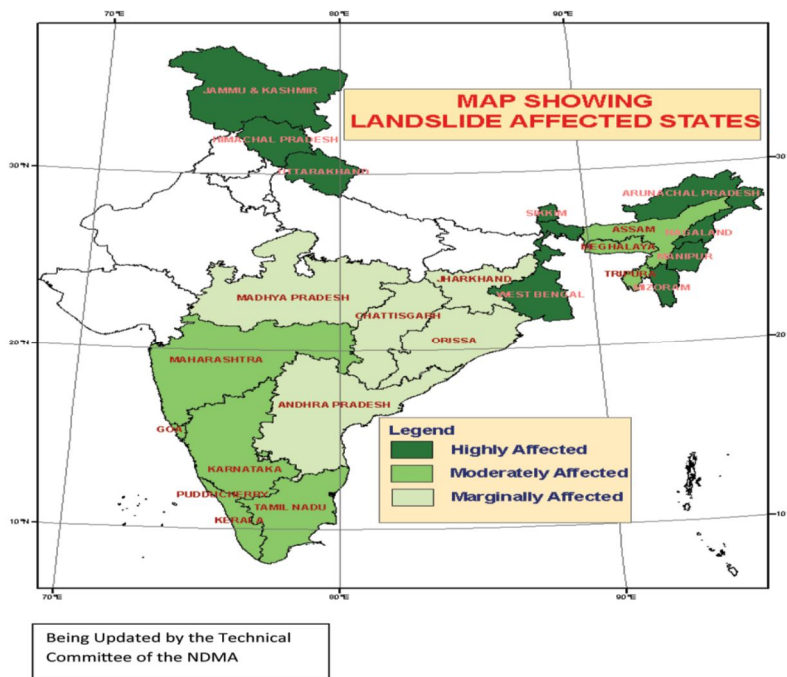 70°E
80°E
90°E
MAP SHOWING
LANDSLIDE AFFECTED STATES
JAMMU & KASHMIR
HIMACHAL PRADESH
UTTARAKHAND
30°N
30
SIKKIM
ARUNACHAL PRADESH
ASSAM
NAGALAND
MEGHALAYA
MANIPUR
TRIPURA
MIZORAM
JHARKHAND
WEST BENGAL
MADHYA PRADESH
CHATTISGARH
ORISSA
20°N
20
MAHARASHTRA
ANDHRA PRADESH
GOA
KARNATAKA
PUDDUCHERRY
TAMIL NADU
KERALA
Legend
Highly Affected
Moderately Affected
Marginally Affected
10°N
10
70°E
80°E
90°E
Being Updated by the Technical
Committee of the NDMA